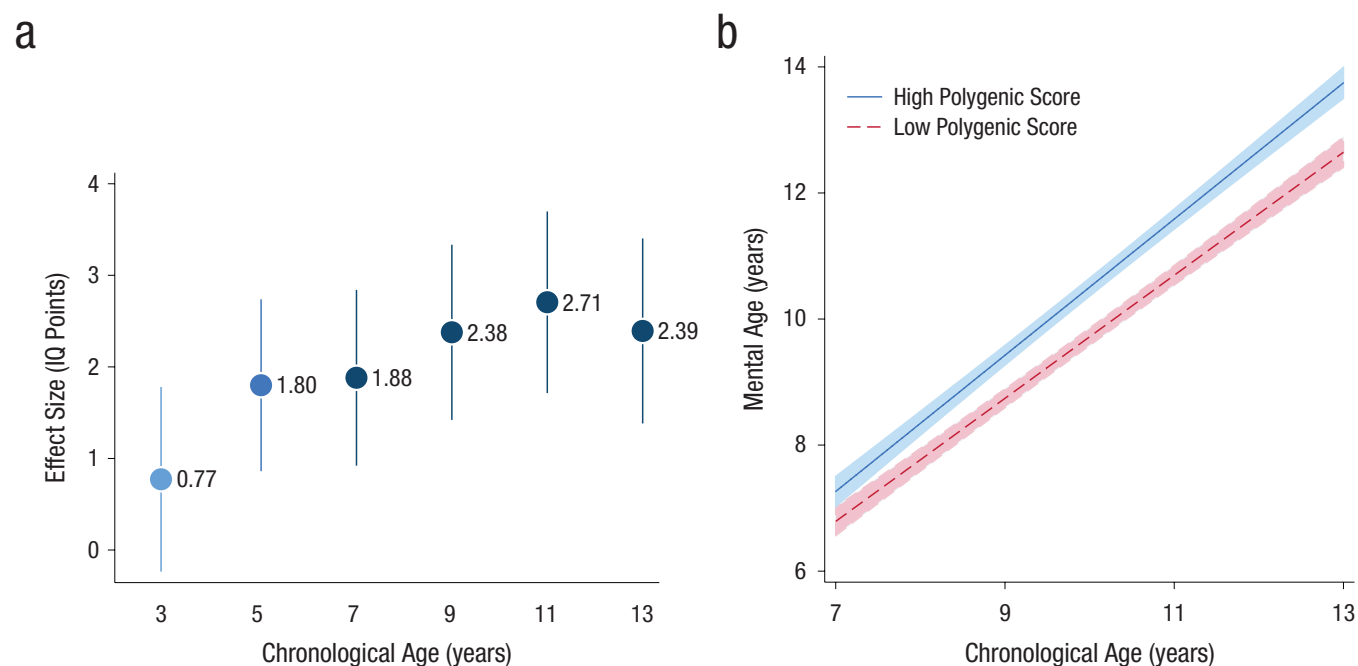 a
Effect Size (IQ Points)
4
3
2
1
0
0.77
1.80
1.88
2.38
2.71
2.39
3 5 7 9 11 13
Chronological Age (years)
b
Mental Age (years)
14
12
10
8
6
High Polygenic Score
Low Polygenic Score
7 9 11 13
Chronological Age (years)